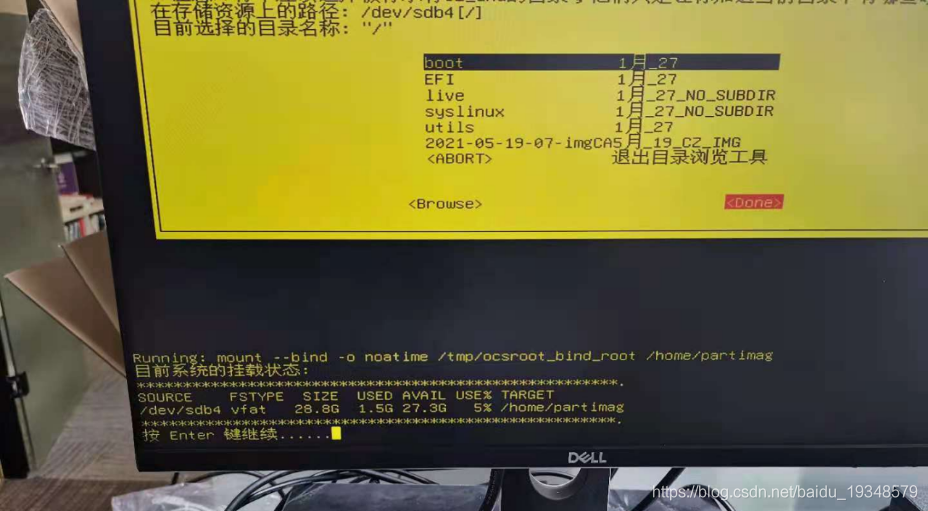 在存储资源上的路径: /dev/sdb4[/]
目前选择的目录名称: "/"
boot 1月_27
EFI 1月_27
live 1月_27_NO_SUBDIR
syslinux 1月_27_NO_SUBDIR
utils 1月_27
2021-05-19-07-imgCA5月_19_CZ_IMG
<ABORT> 退出目录浏览工具
<Browse> <Done>
Running: mount --bind -o noatime /tmp/ocsroot_bind_root /home/partimag
目前系统的挂载状态:
*********************************************************.
SOURCE FSTYPE SIZE USED AVAIL USE% TARGET
/dev/sdb4 vfat 28.8G 1.5G 27.3G 5% /home/partimag
*********************************************************.
按 Enter 键继续......
DELL
https://blog.csdn.net/baidu_19348579